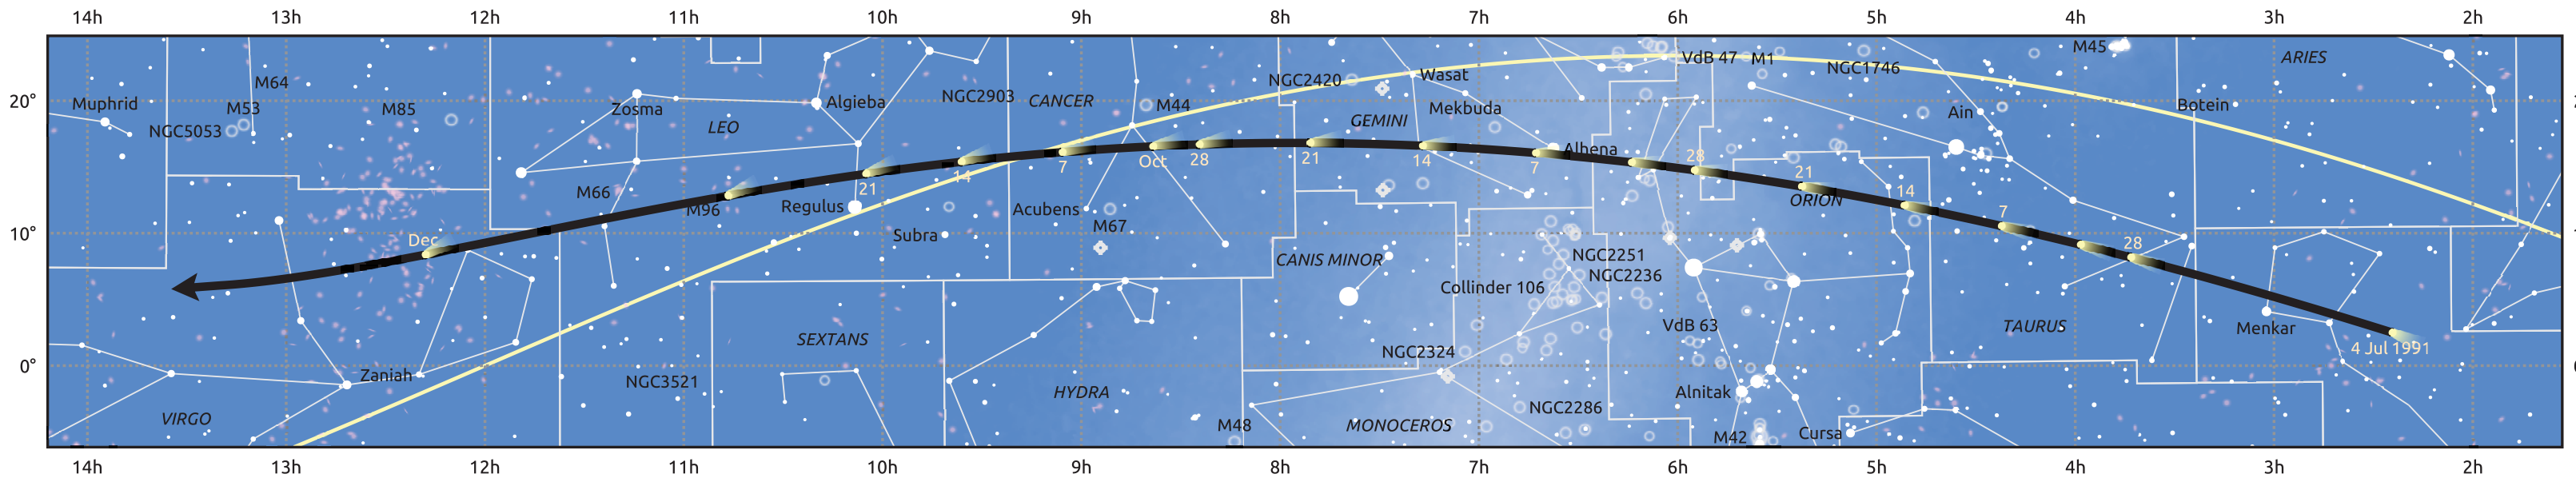 14h 13h 12h 11h 10h 9h 8h 7h 6h 5h 4h 3h 2h
M45 ARIES
VdB 47 M1
NGC1746
Wasat
NGC2420
M64
NGC2903 CANCER
20° Muphrid M53 M85 Zosma Algieba M44 Mekbuda Ain Botein
NGC5053 LEO GEMINI
Oct 28 21 14 7 Albena 28
7
14
21
21 14
M66 ORION
M96 Regulus Acubens 7
M67
10° Dec Subra 28
CANIS MINOR NGC2251
NGC2236
Collinder 106
VdB 63 TAURUS Menkar
SEXTANS
NGC2324 4 Jul 1991
0° Zaniah NGC3521 HYDRA Alnitak
NGC2286
VIRGO M48 MONOCEROS M42 Cursa
14h 13h 12h 11h 10h 9h 8h 7h 6h 5h 4h 3h 2h